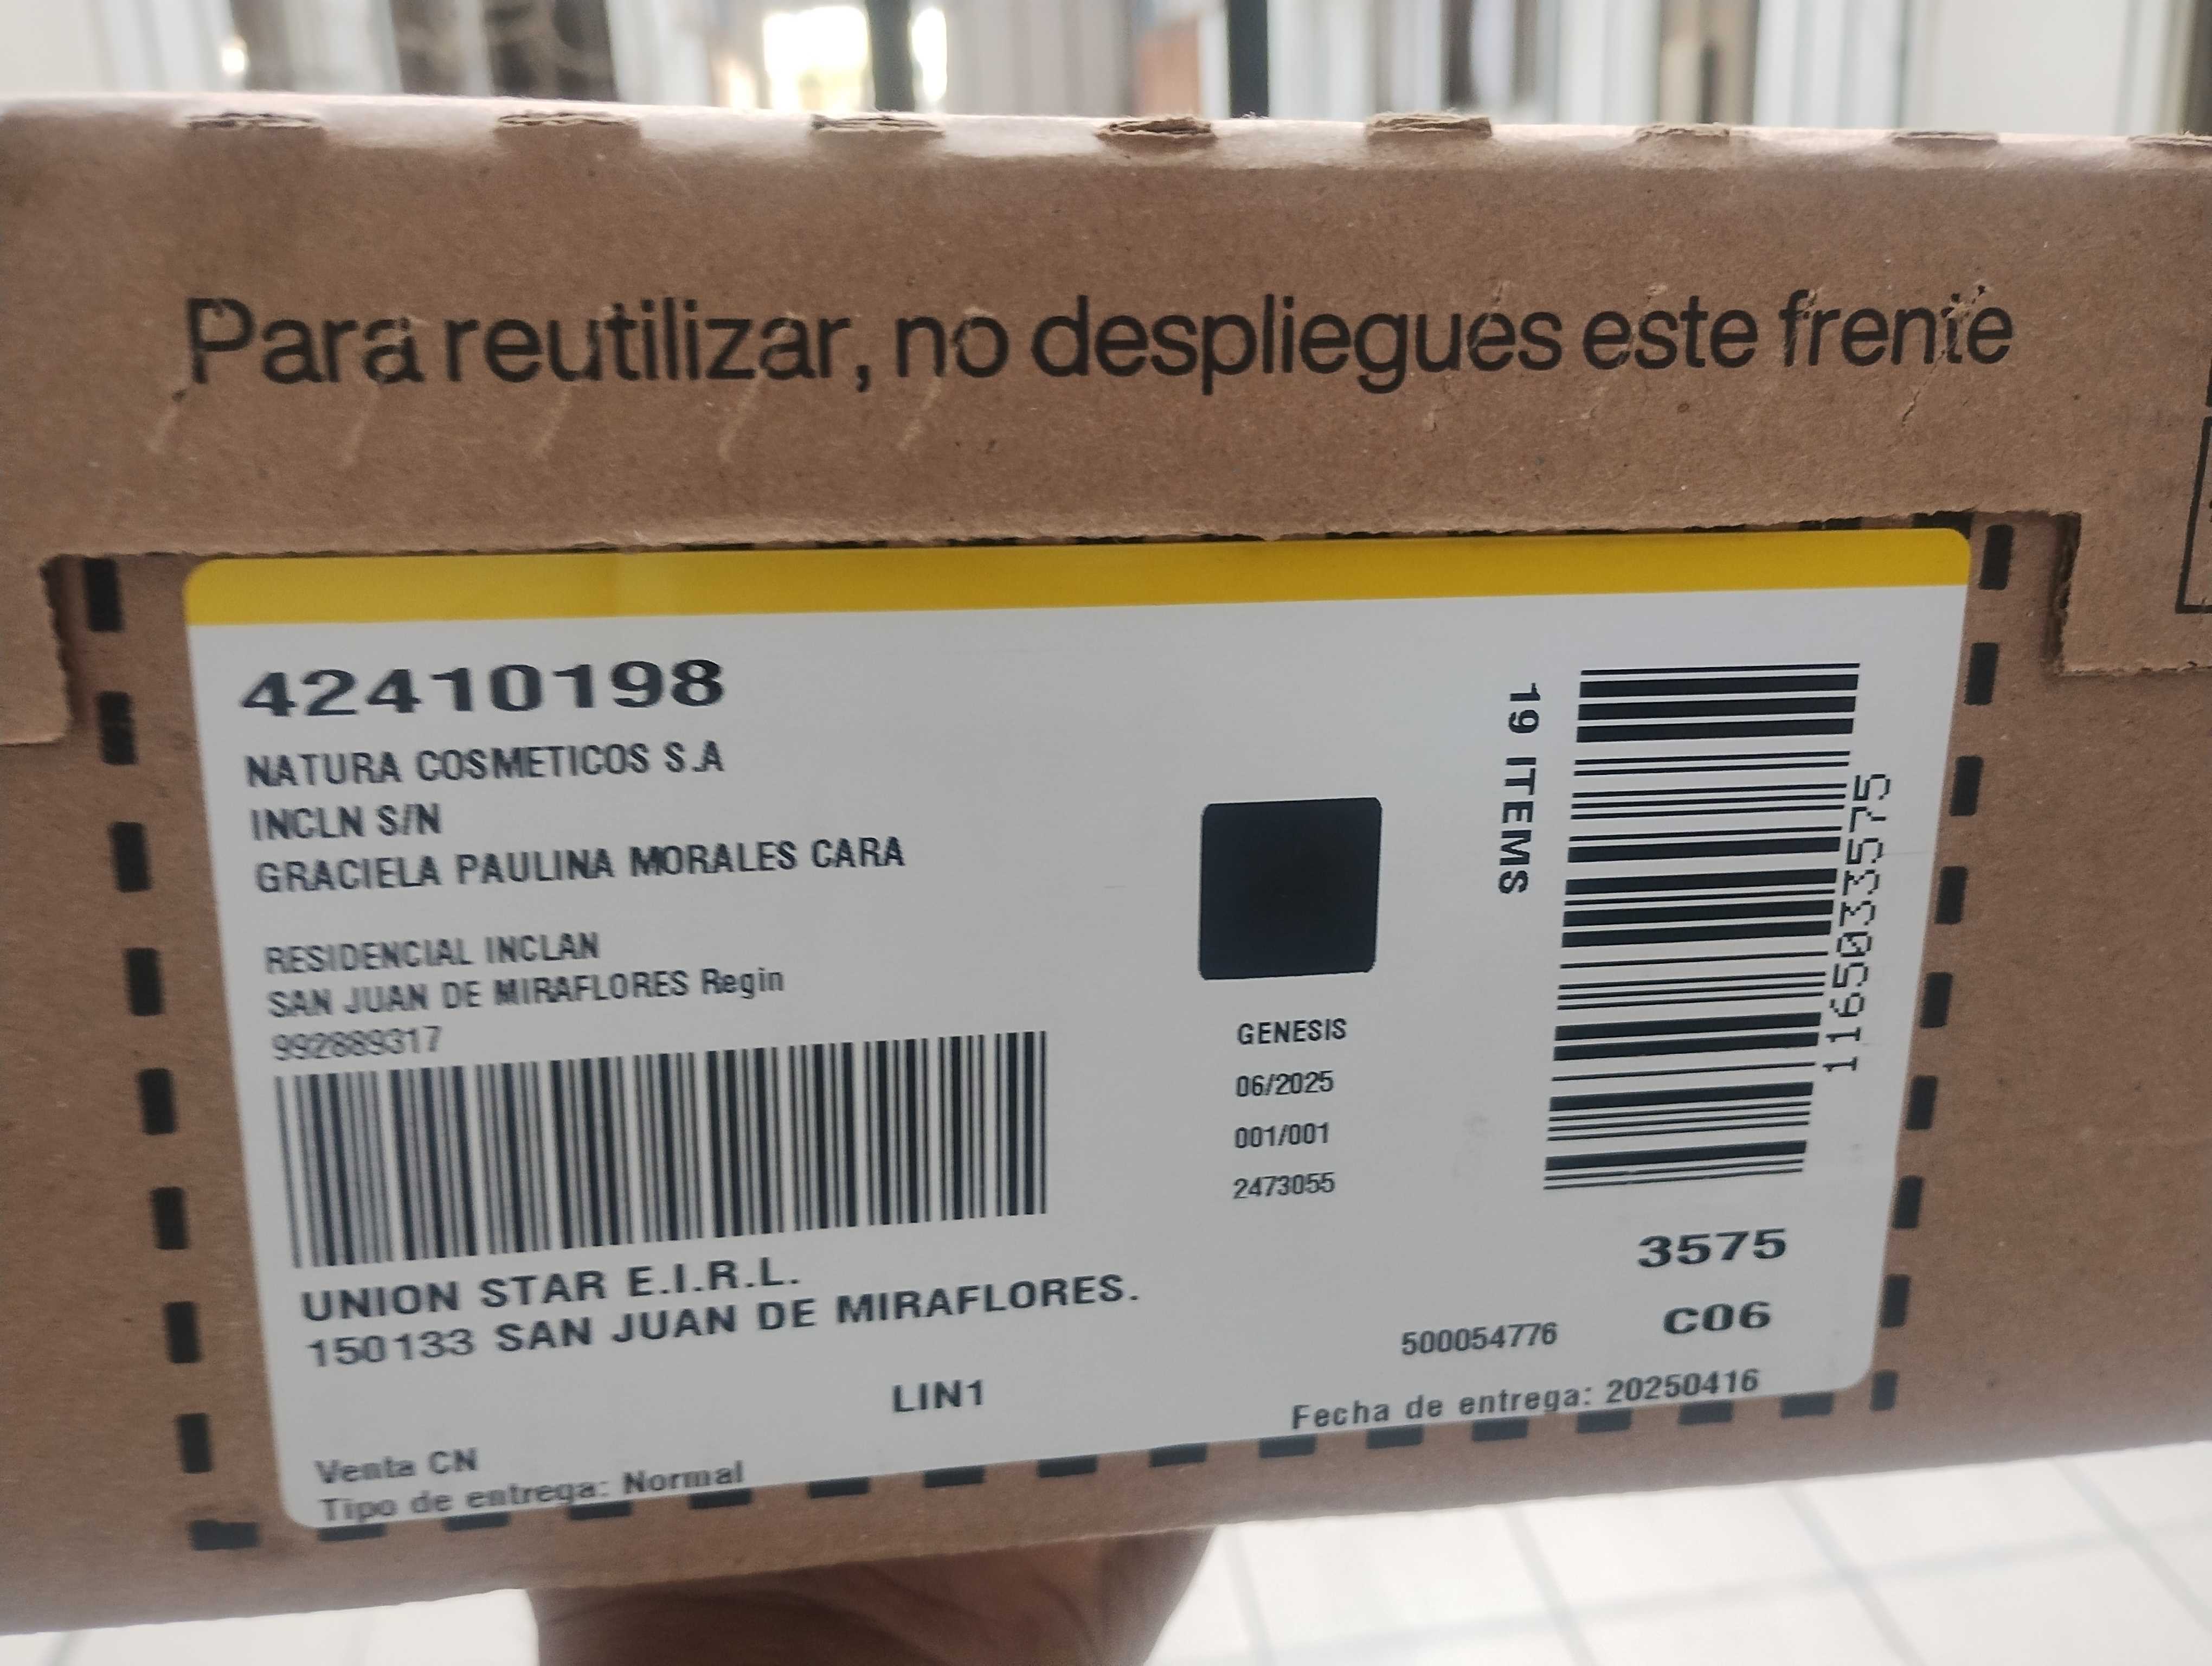 Para reutilizar, no despliegues este frente
42410198
NATURA COSMETICOS S.A
INCLN S/N
GRACIELA PAULINA MORALES CARA
RESIDENCIAL INCLAN
SAN JUAN DE MIRAFLORES Regin
992889317
UNION STAR E.I.R.L.
150133 SAN JUAN DE MIRAFLORES.
LIN1
Venta CN
Tipo de entrega: Normal
GENESIS
06/2025
001/001
2473055
19 ITEMS
1165033575
3575
C06
500054776
Fecha de entrega: 20250416